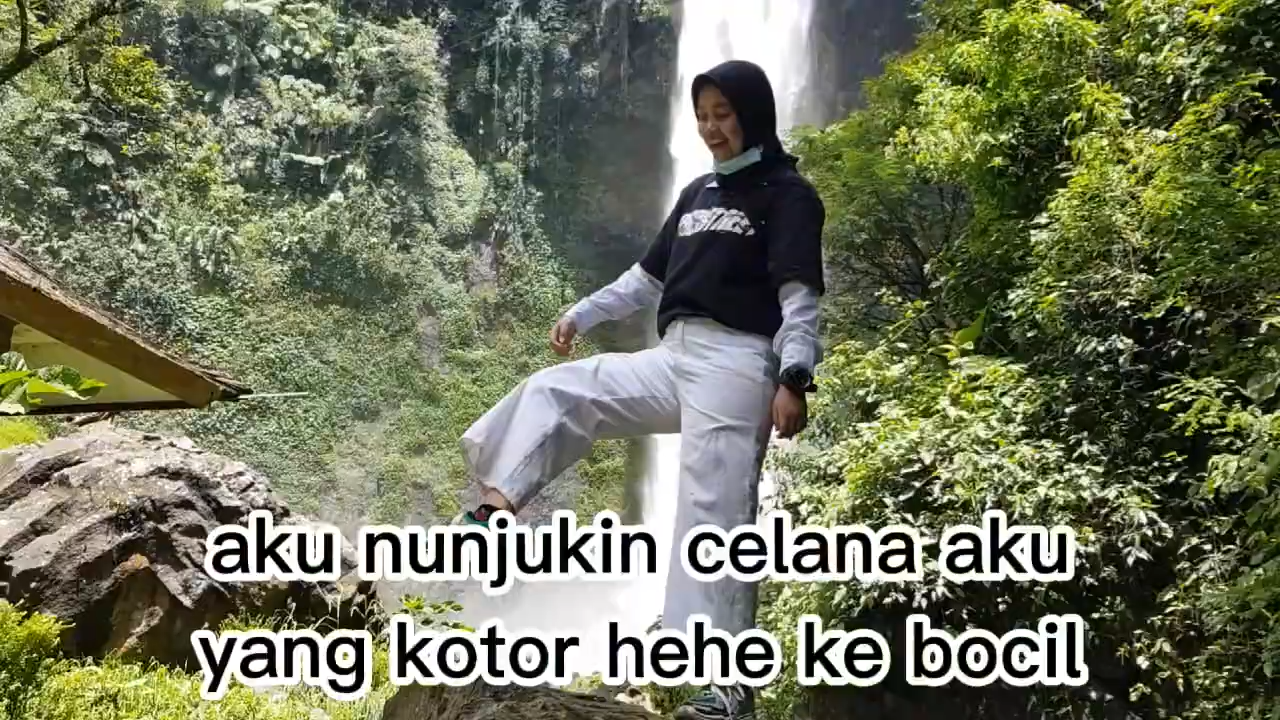 aku nunjukin celana aku
yang kotor hehe ke bocil